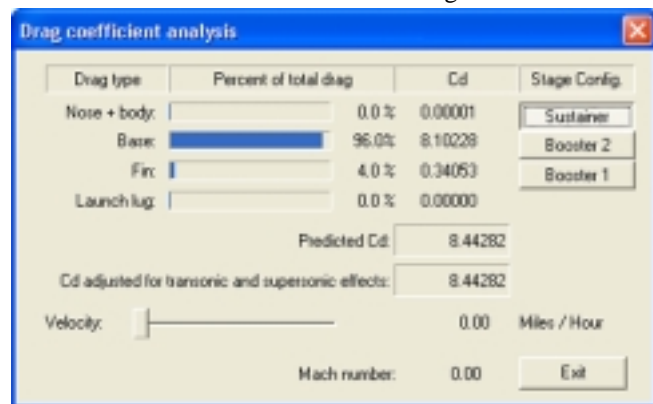 Drag coefficient analysis
Drag type Percent of total drag Cd Stage Config.
Nose + body: 0.0 % 0.00001 Sustainer
Base: 96.0% 8.10228 Booster 2
Fin: 4.0 % 0.34053 Booster 1
Launch lug: 0.0 % 0.00000
Predicted Cd: 8.44282
Cd adjusted for transonic and supersonic effects: 8.44282
Velocity: 0.00 Miles / Hour
Mach number: 0.00 Exit